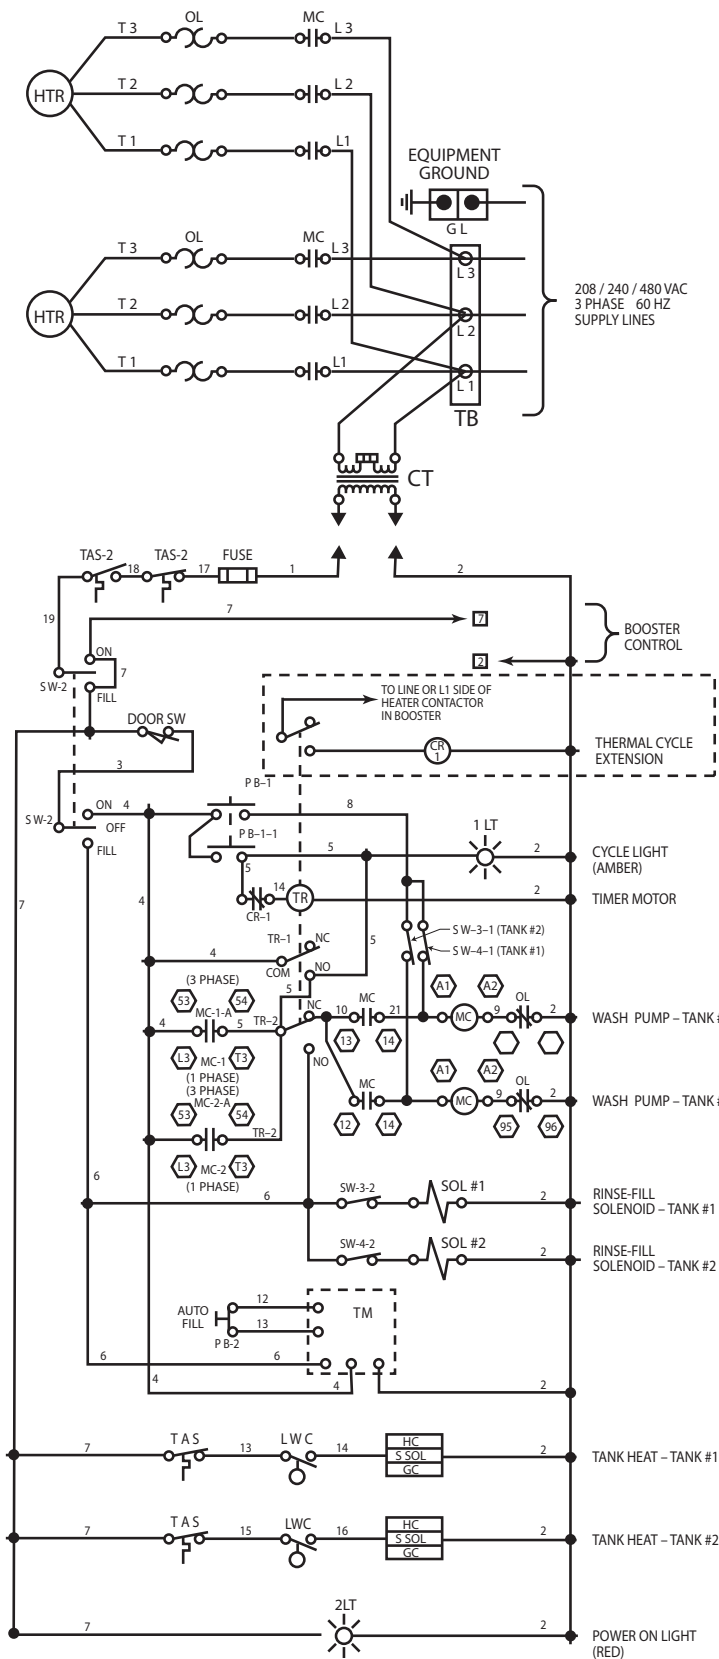 OL MC
T 3 L 3
HTR T 2 L 2
T 1 L1
EQUIPMENT
GROUND
G L
OL MC
T 3 L 3 L 3
HTR T 2 L 2 L 2
T 1 L1 L 1
208 / 240 / 480 VAC
3 PHASE 60 HZ
SUPPLY LINES
TB
CT
TAS-2 TAS-2 FUSE
18 17 1 2
19 7 7
BOOSTER
CONTROL
2
ON
S W-2 7
FILL
TO LINE OR L1 SIDE OF
HEATER CONTACTOR
IN BOOSTER
DOOR SW
CR
1
THERMAL CYCLE
EXTENSION
3
P B–1
ON 4 8
S W-2 OFF
P B–1–1 1 LT
FILL 5 2
CYCLE LIGHT
(AMBER)
5
7 4 14 TR 2 TIMER MOTOR
CR–1
S W–3–1 (TANK #2)
S W–4–1 (TANK #1)
TR–1 NC
4 5
COM NO
(3 PHASE) 5
53 54 A1 A2
MC-1-A NC MC OL
4 5 TR–2 10 21 MC 9 2 WASH PUMP – TANK #
L3 MC-1 T3 13 14
(1 PHASE) NO
(3 PHASE) MC A1 A2
MC-2-A OL
53 54 MC 9 2 WASH PUMP – TANK #
TR–2 12 14 95 96
L3 MC-2 T3
(1 PHASE)
6
6 SW-3-2 SOL #1 2
RINSE-FILL
SOLENOID – TANK #1
SW-4-2 SOL #2 2
RINSE-FILL
SOLENOID – TANK #2
AUTO
FILL
12 TM
13
P B-2
6 6
4 4 2
TAS LWC HC
7 13 14 S SOL 2 TANK HEAT – TANK #1
GC
TAS LWC HC
7 15 16 S SOL 2 TANK HEAT – TANK #2
GC
2LT
7 2
POWER ON LIGHT
(RED)